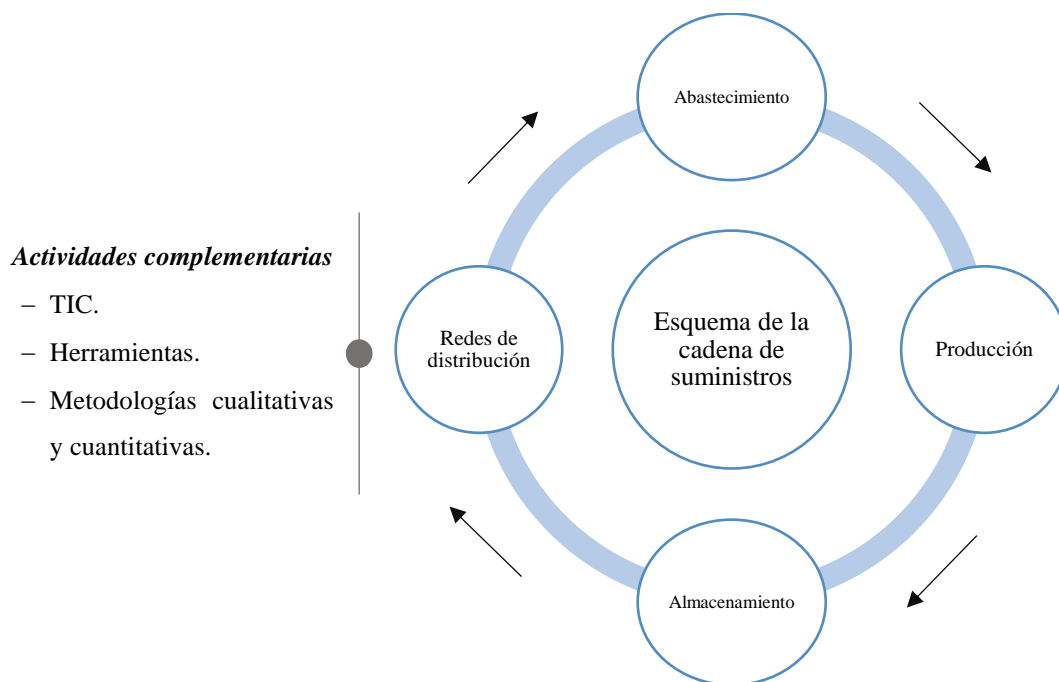 Abastecimiento
Actividades complementarias
– TIC.
– Herramientas.
– Metodologías cualitativas
y cuantitativas.
Redes de
distribución
Esquema de la
cadena de
suministros
Producción
Almacenamiento